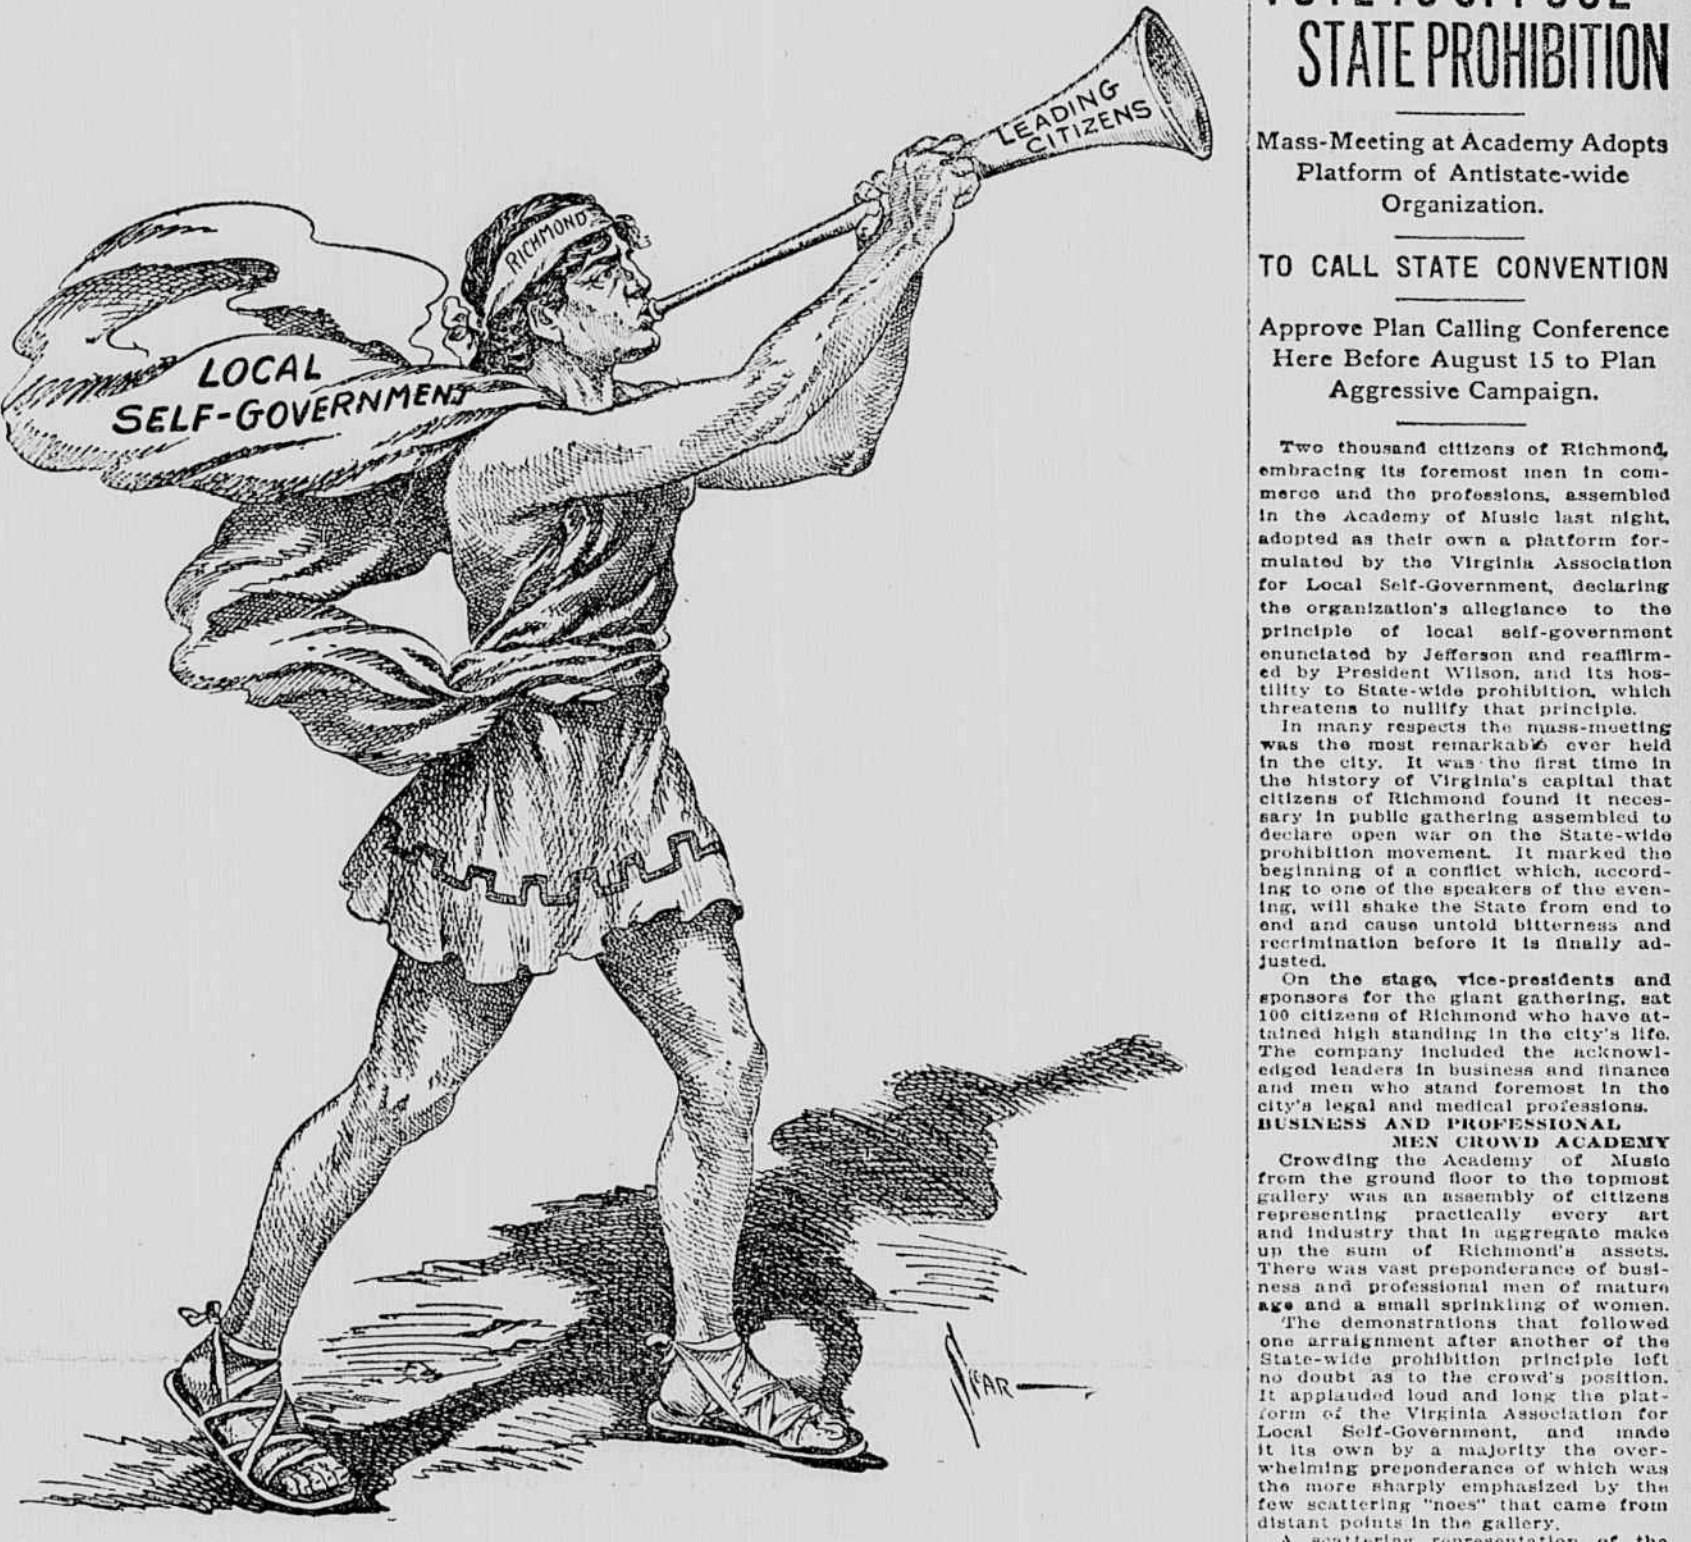 LEADING
CITIZENS
RICHMOND
LOCAL
SELF-GOVERNMENT
STATE PROHIBITION
Mass-Meeting at Academy Adopts
Platform of Antistate-wide
Organization.
TO CALL STATE CONVENTION
Approve Plan Calling Conference
Here Before August 15 to Plan
Aggressive Campaign.
Two thousand citizens of Richmond,
embracing its foremost men in com-
merce and the professions, assembled
in the Academy of Music last night,
adopted as their own a platform for-
mulated by the Virginia Association
for Local Self-Government, declaring
the organization's allegiance to the
principle of local self-government
enunciated by Jefferson and reaffirm-
ed by President Wilson, and its hos-
tility to State-wide prohibition, which
threatens to nullify that principle.
In many respects the mass-meeting
was the most remarkable ever held
in the city. It was the first time in
the history of Virginia's capital that
citizens of Richmond found it neces-
sary in public gathering assembled to
declare open war on the State-wide
prohibition movement. It marked the
beginning of a conflict which, accord-
ing to one of the speakers of the even-
ing, will shake the State from end to
end and cause untold bitterness and
recrimination before it is finally ad-
justed.
On the stage, vice-presidents and
sponsors for the giant gathering, sat
100 citizens of Richmond who have at-
tained high standing in the city's life.
The company included the acknowl-
edged leaders in business and finance
and men who stand foremost in the
city's legal and medical professions.
BUSINESS AND PROFESSIONAL
MEN CROWD ACADEMY
Crowding the Academy of Music
from the ground floor to the topmost
gallery was an assembly of citizens
representing practically every art
and industry that in aggregate make
up the sum of Richmond's assets.
There was vast preponderance of busi-
ness and professional men of mature
age and a small sprinkling of women.
The demonstrations that followed
one arraignment after another of the
State-wide prohibition principle left
no doubt as to the crowd's position.
It applauded loud and long the plat-
form of the Virginia Association for
Local Self-Government, and made
it its own by a majority the over-
whelming preponderance of which was
the more sharply emphasized by the
few scattering "noes" that came from
distant points in the gallery.
A scattering representation of the